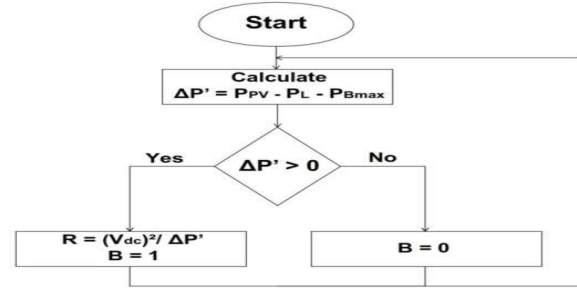 Start
Calculate
ΔP' = PPV - PL - PBmax
ΔP' > 0
Yes
No
R = (Vdc)²/ ΔP'
B = 1
B = 0